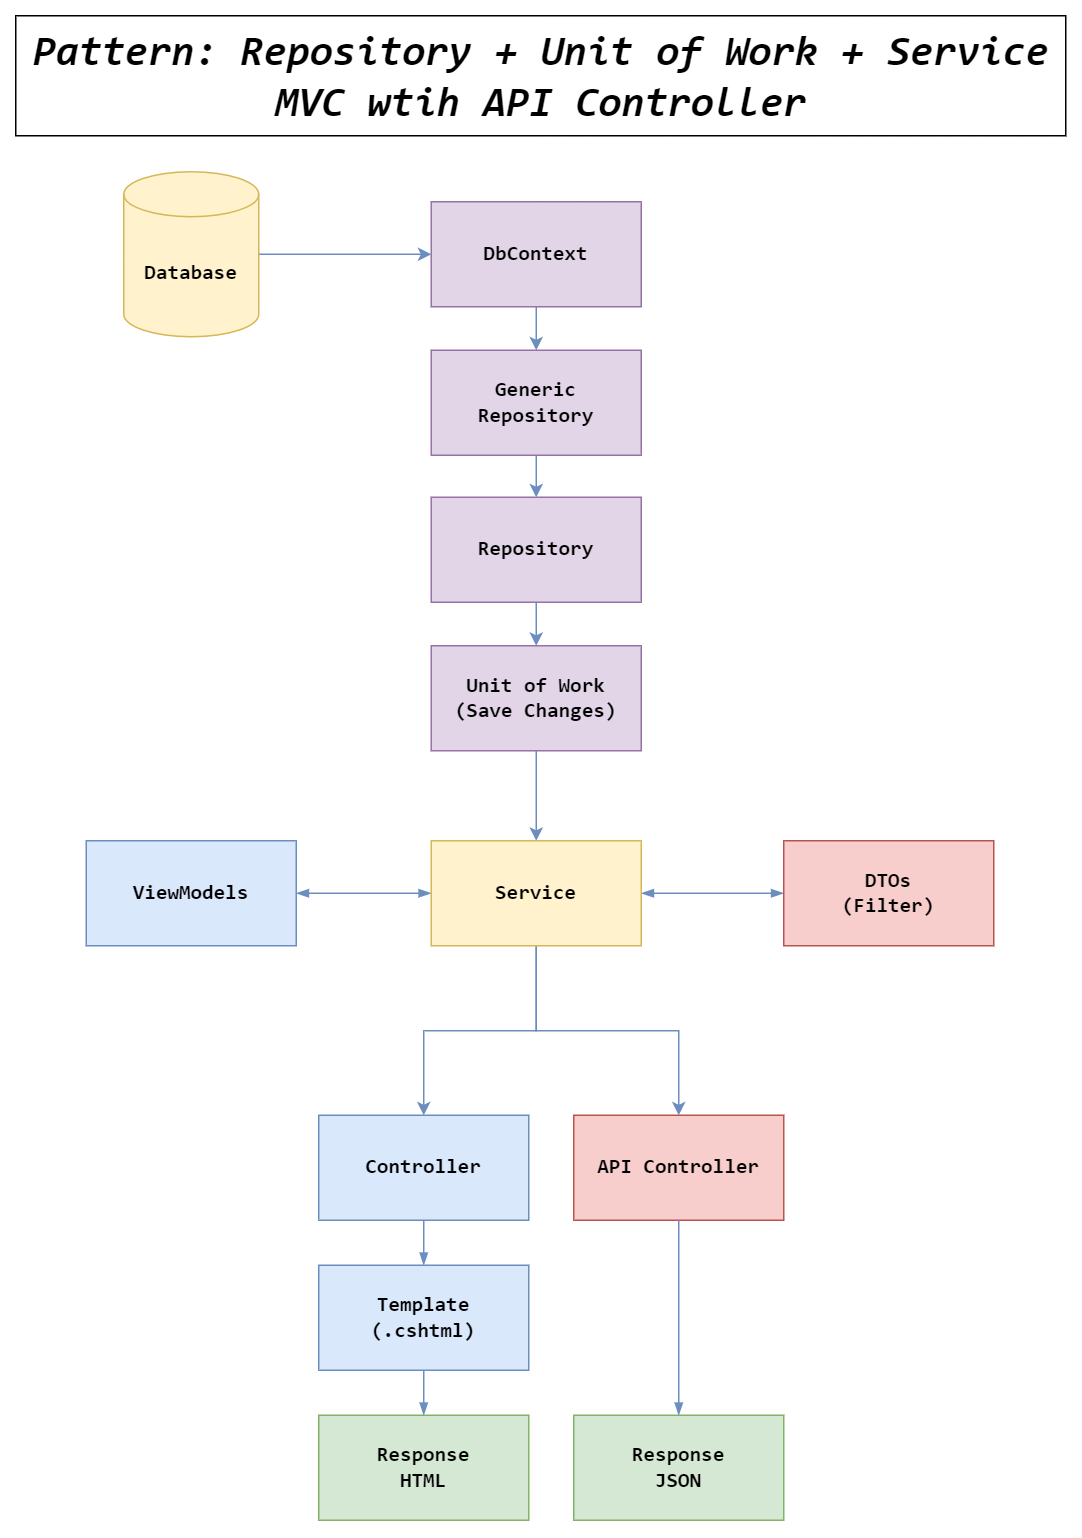 Pattern: Repository + Unit of Work + Service
MVC wtih API Controller
Database
DbContext
Generic
Repository
Repository
Unit of Work
(Save Changes)
ViewModels
Service
DTOs
(Filter)
Controller
API Controller
Template
(.cshtml)
Response
HTML
Response
JSON